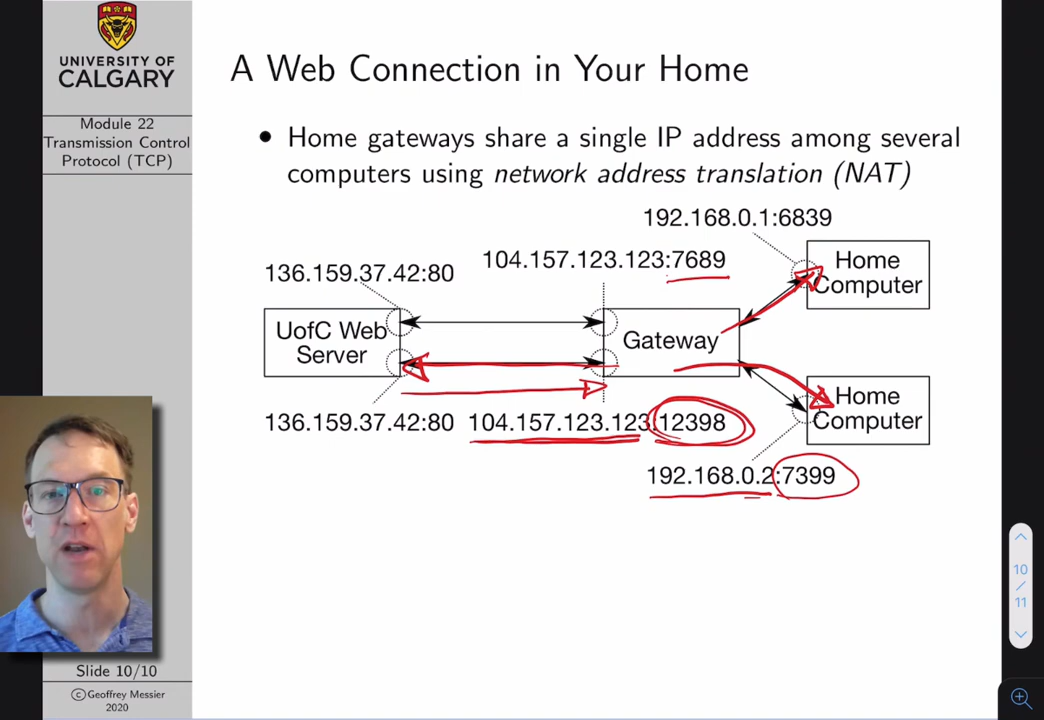 UNIVERSITY OF
CALGARY
Module 22
Transmission Control
Protocol (TCP)
A Web Connection in Your Home
• Home gateways share a single IP address among several
computers using network address translation (NAT)
192.168.0.1:6839
104.157.123.123:7689
136.159.37.42:80
Home
Computer
UofC Web
Server
Gateway
Home
Computer
136.159.37.42:80
104.157.123.123:12398
192.168.0.2:7399
10
/
11
Slide 10/10
©Geoffrey Messier
2020